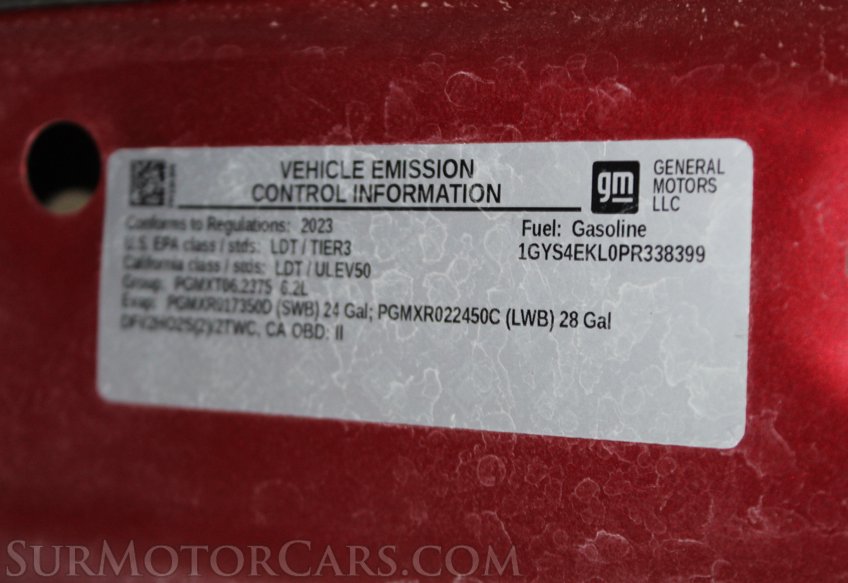 VEHICLE EMISSION
CONTROL INFORMATION
gm
GENERAL
MOTORS
LLC
Conforms to Regulations: 2023
Fuel: Gasoline
U.S. EPA class / stds: LDT / TIER3
1GYS4EKL0PR338399
California class / stds: LDT / ULEV50
Group: PGMXT06.2375 6.2L
Evap: PGMXR017350D (SWB) 24 Gal; PGMXR022450C (LWB) 28 Gal
DFI/2HO2S(2)/2TWC, CA OBD: II
SURMOTORCARS.COM